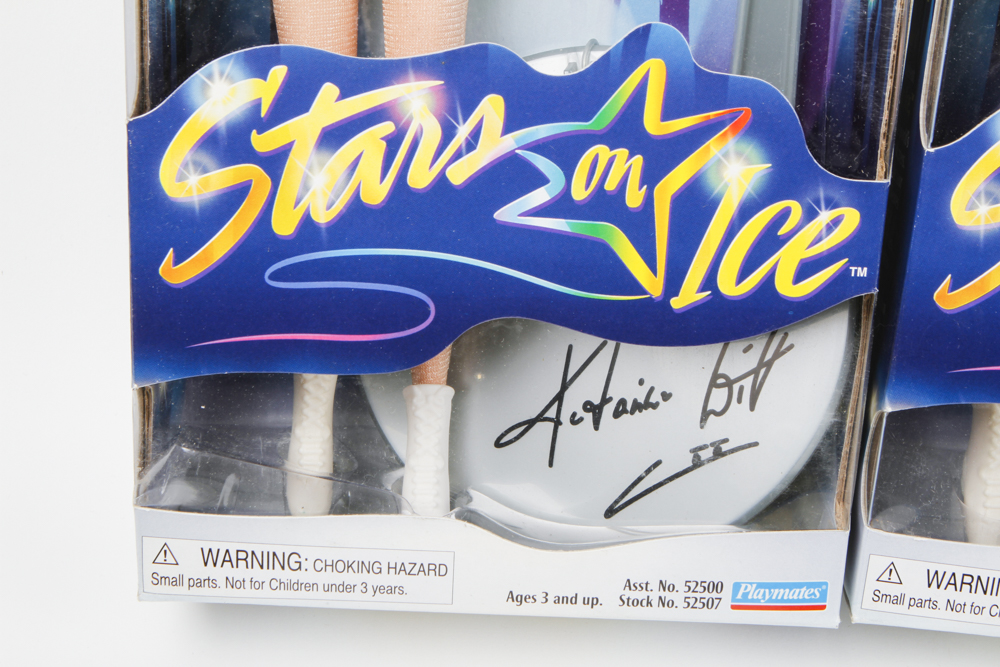 Stars on Ice™
Katarina Witt
WARNING: CHOKING HAZARD
Small parts. Not for Children under 3 years.
Ages 3 and up.
Asst. No. 52500
Stock No. 52507
Playmates®
WARNIN
Small parts. Not for C